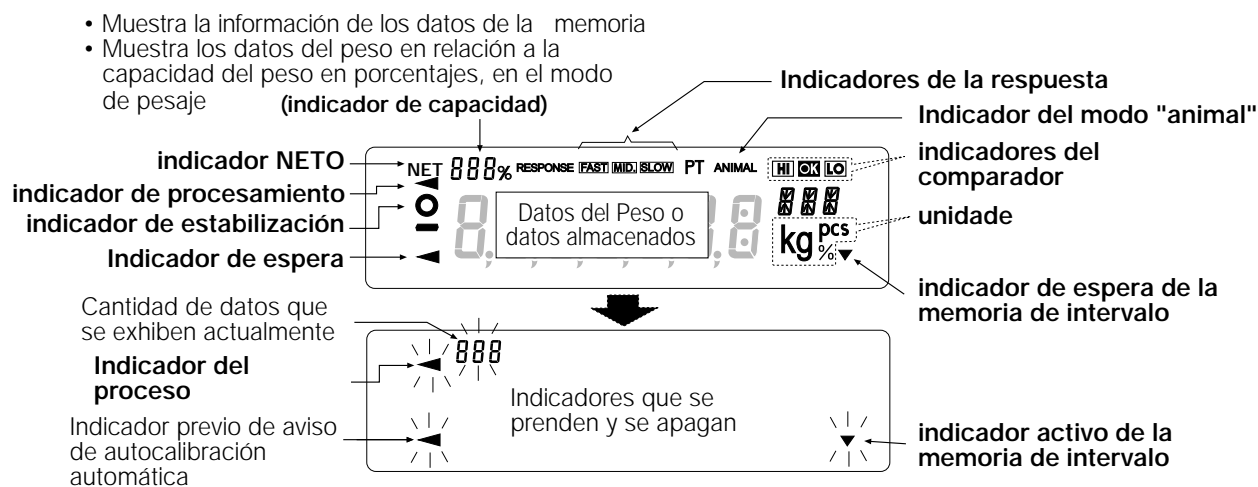 • Muestra la información de los datos de la memoria
• Muestra los datos del peso en relación a la
capacidad del peso en porcentajes, en el modo
de pesaje
(indicador de capacidad)
Indicadores de la respuesta
Indicador del modo "animal"
indicador NETO
indicador de procesamiento
indicador de estabilización
Indicador de espera
NET 888% RESPONSE FAST MID. SLOW PT ANIMAL HI OK LO
Datos del Peso o
datos almacenados
kg pcs
%
indicadores del
comparador
unidade
indicador de espera de la
memoria de intervalo
Cantidad de datos que
se exhiben actualmente
Indicador del
proceso
Indicador previo de aviso
de autocalibración
automática
888
Indicadores que se
prenden y se apagan
indicador activo de la
memoria de intervalo